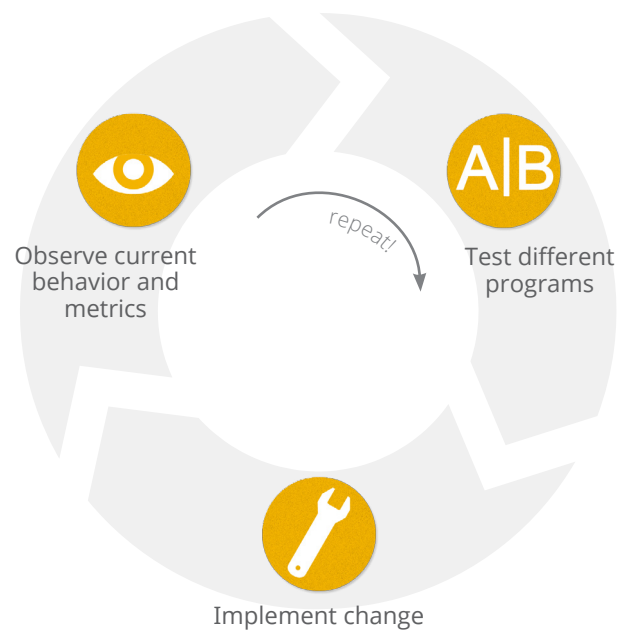 A|B
repeat!
Observe current
behavior and
metrics
Test different
programs
Implement change